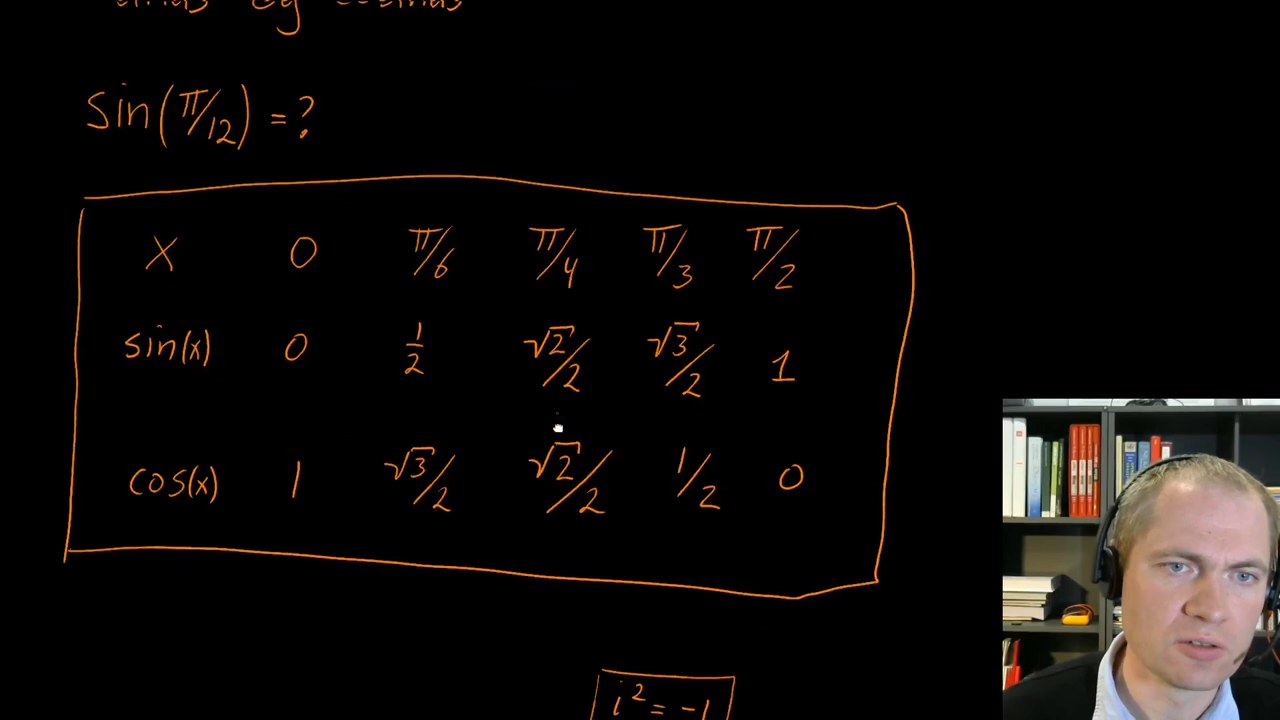 sin(π/12) = ?
x 0 π/6 π/4 π/3 π/2
sin(x) 0 1/2 √2/2 √3/2 1
cos(x) 1 √3/2 √2/2 1/2 0
i² = -1